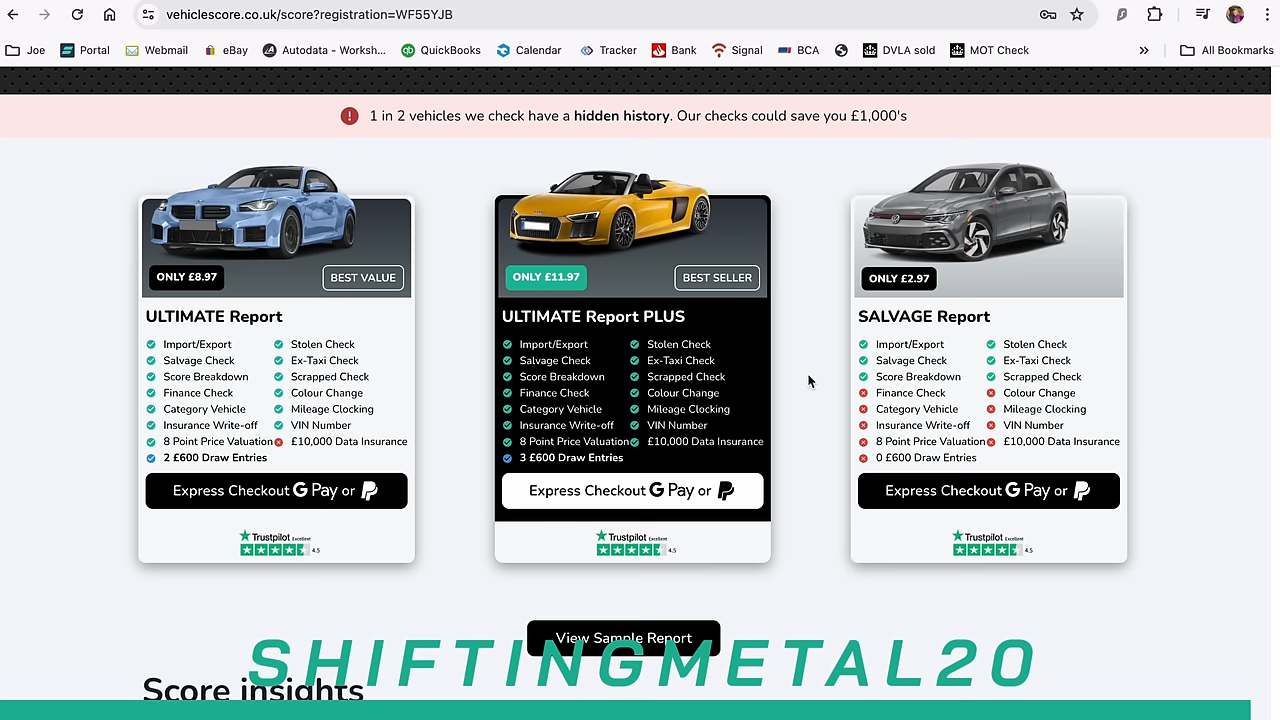 vehiclescore.co.uk/score?registration=WF55YJB
Joe Portal Webmail eBay Autodata - Worksh... QuickBooks Calendar Tracker Bank Signal BCA DVLA sold MOT Check » All Bookmarks
1 in 2 vehicles we check have a hidden history. Our checks could save you £1,000's
ONLY £8.97 BEST VALUE
ULTIMATE Report
Import/Export Stolen Check
Salvage Check Ex-Taxi Check
Score Breakdown Scrapped Check
Finance Check Colour Change
Category Vehicle Mileage Clocking
Insurance Write-off VIN Number
8 Point Price Valuation £10,000 Data Insurance
2 £600 Draw Entries
Express Checkout G Pay or
Trustpilot Excellent
4.5
ONLY £11.97 BEST SELLER
ULTIMATE Report PLUS
Import/Export Stolen Check
Salvage Check Ex-Taxi Check
Score Breakdown Scrapped Check
Finance Check Colour Change
Category Vehicle Mileage Clocking
Insurance Write-off VIN Number
8 Point Price Valuation £10,000 Data Insurance
3 £600 Draw Entries
Express Checkout G Pay or
Trustpilot Excellent
4.5
ONLY £2.97
SALVAGE Report
Import/Export Stolen Check
Salvage Check Ex-Taxi Check
Score Breakdown Scrapped Check
Finance Check Colour Change
Category Vehicle Mileage Clocking
Insurance Write-off VIN Number
8 Point Price Valuation £10,000 Data Insurance
0 £600 Draw Entries
Express Checkout G Pay or
Trustpilot Excellent
4.5
View Sample Report
SHIFTINGMETAL20
Score insights